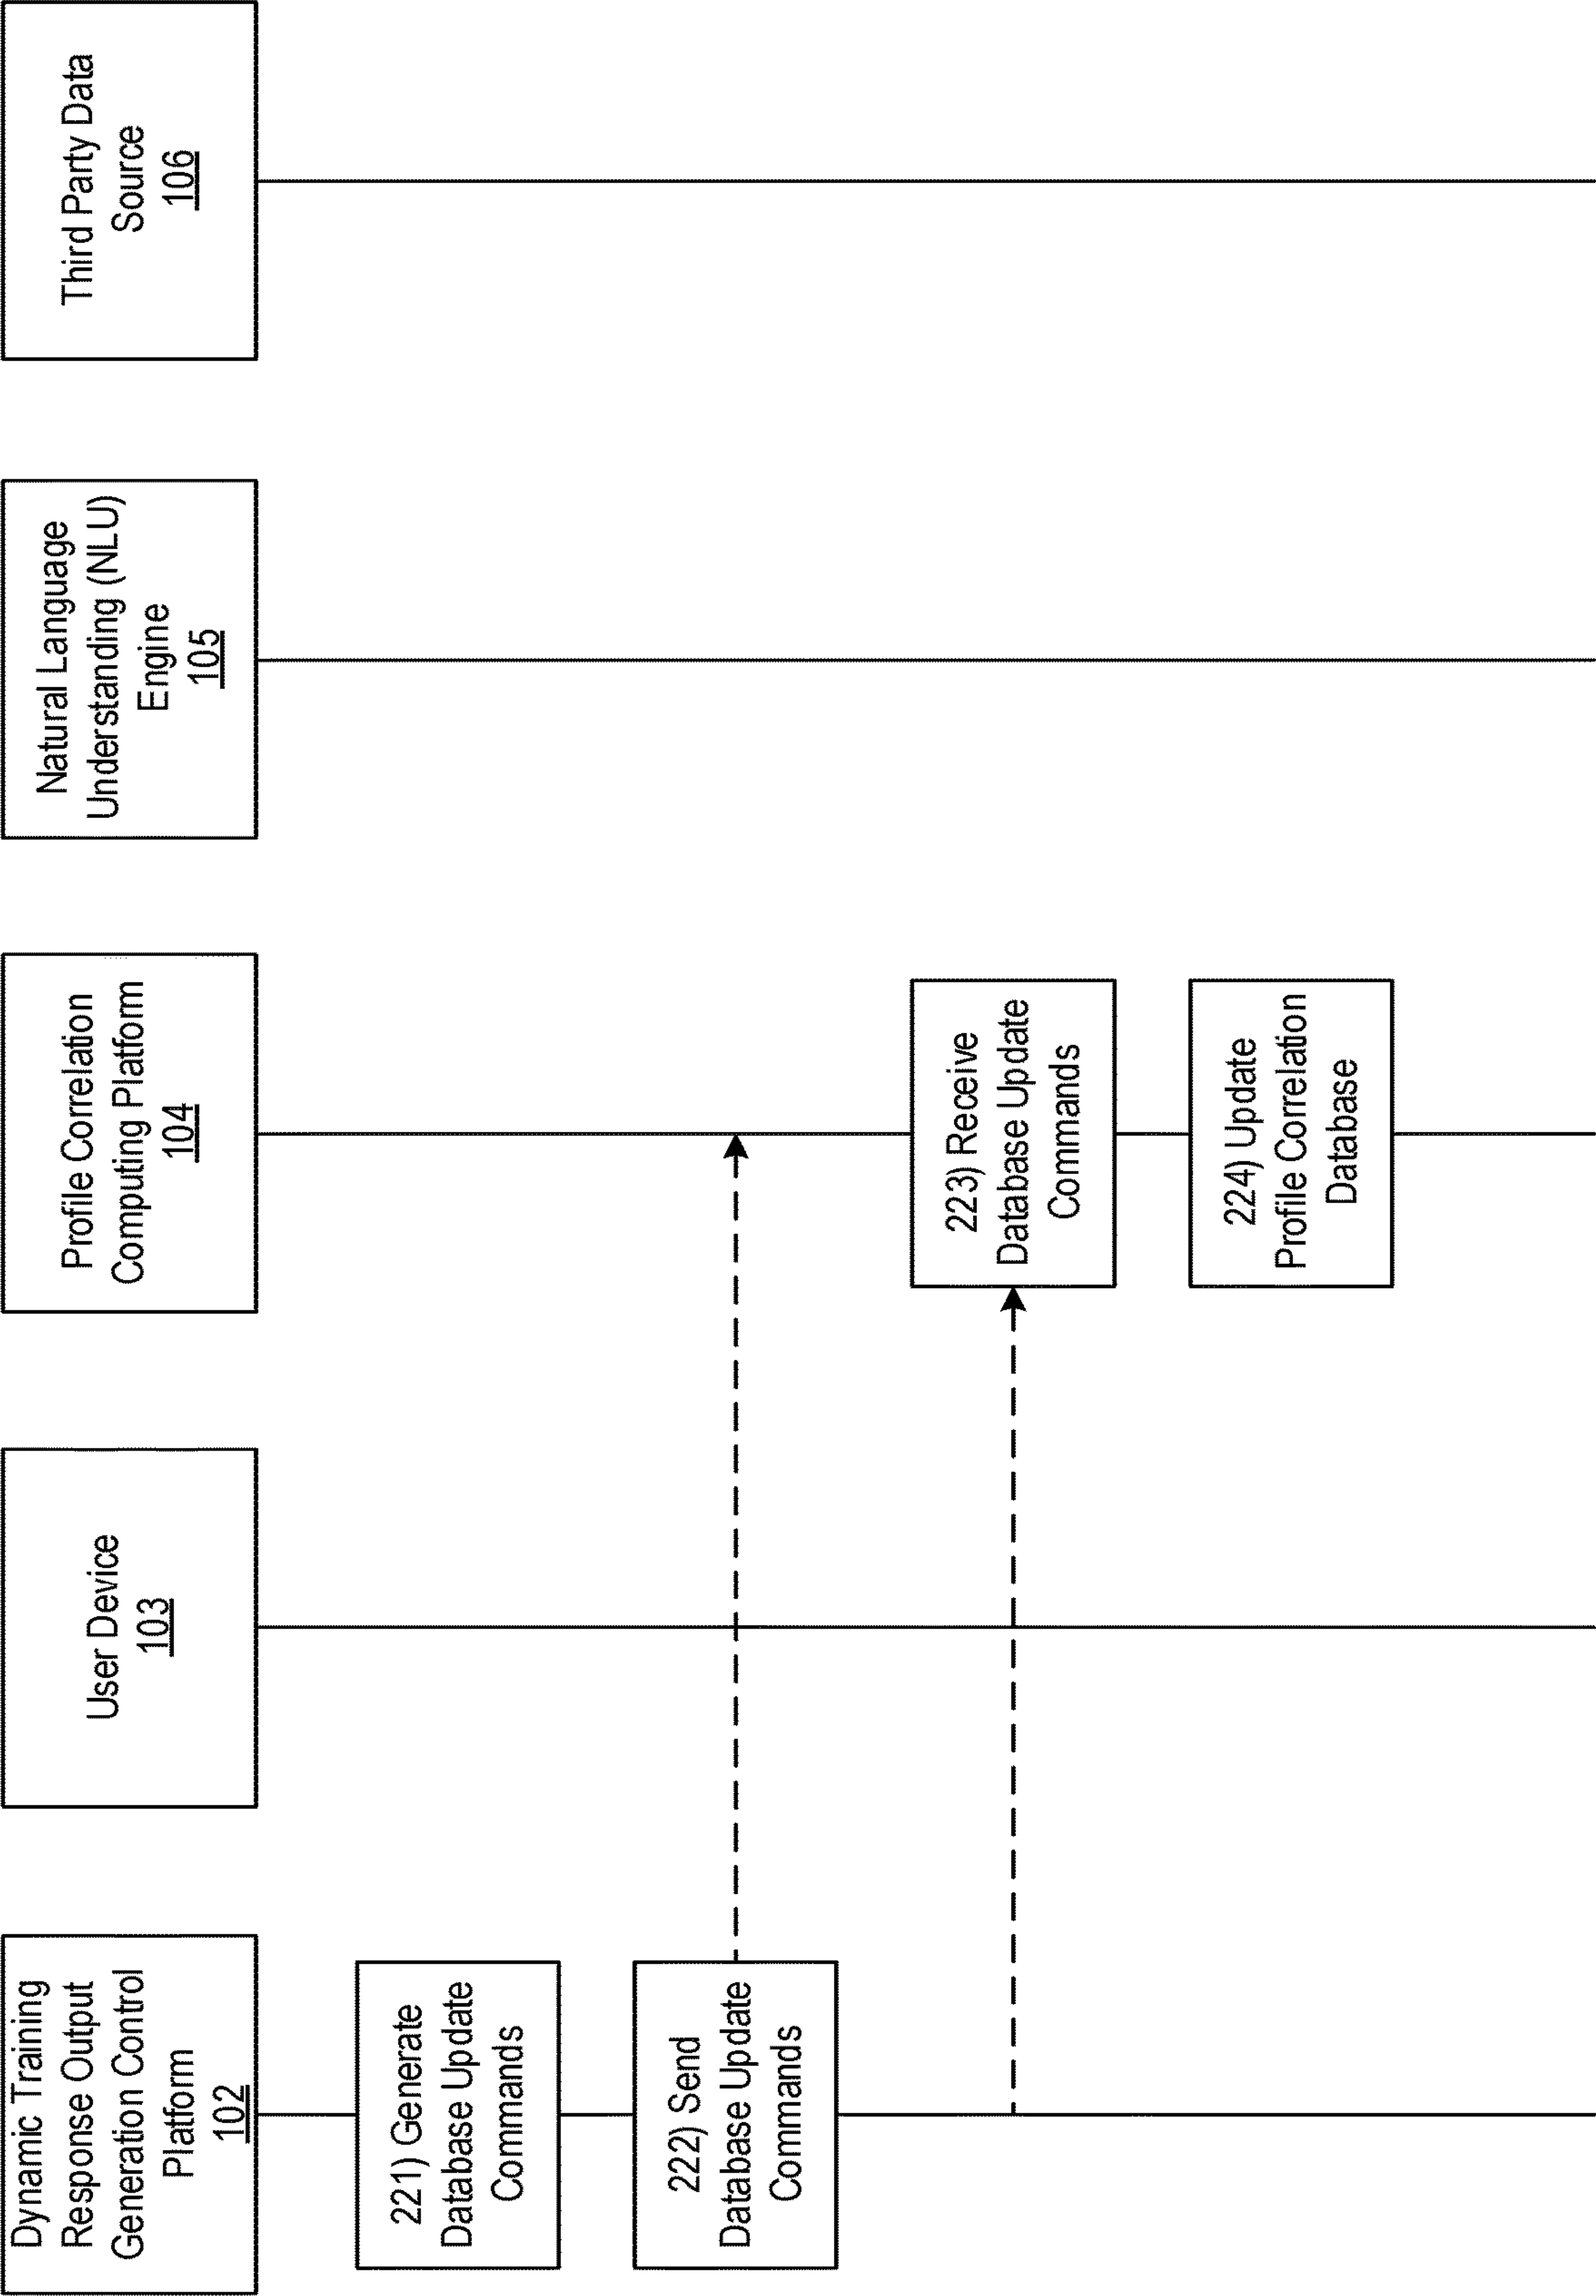 Dynamic Training
Response Output
Generation Control
Platform
102
User Device
103
Profile Correlation
Computing Platform
104
Natural Language
Understanding (NLU)
Engine
105
Third Party Data
Source
106
221) Generate
Database Update
Commands
222) Send
Database Update
Commands
223) Receive
Database Update
Commands
224) Update
Profile Correlation
Database